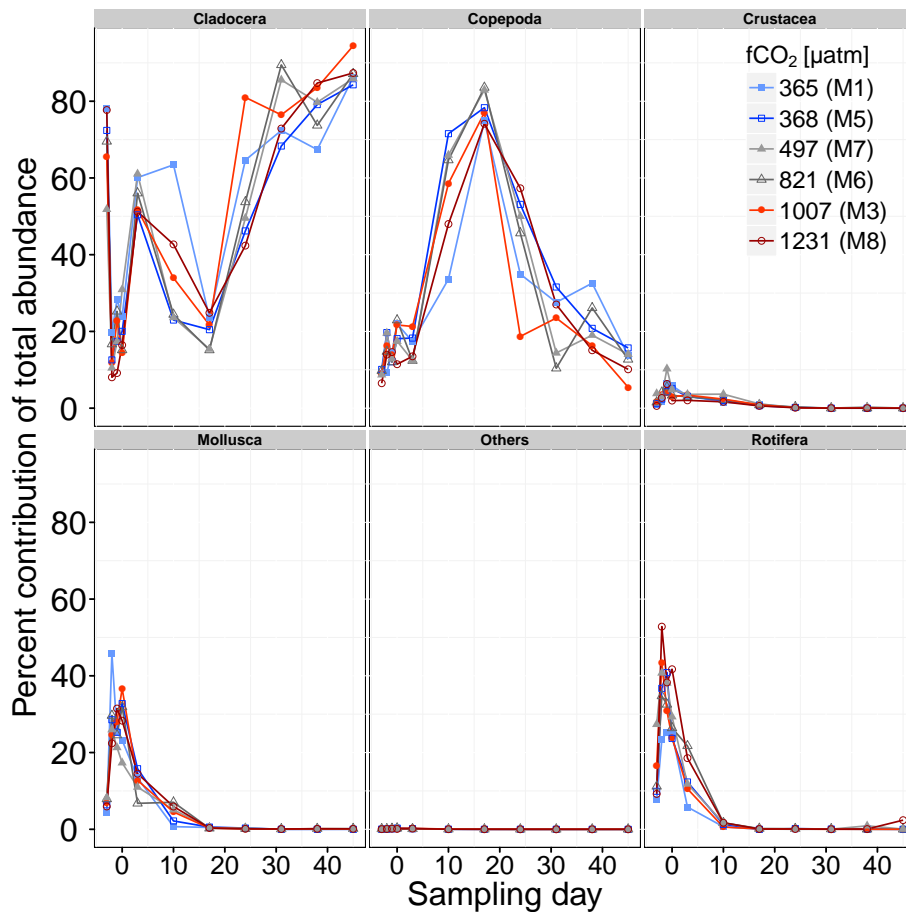 Cladocera
Copepoda
Crustacea
Percent contribution of total abundance
80
60
40
20
0
fCO₂ [µatm]
365 (M1)
368 (M5)
497 (M7)
821 (M6)
1007 (M3)
1231 (M8)
Mollusca
Others
Rotifera
80
60
40
20
0
0 10 20 30 40
0 10 20 30 40
0 10 20 30 40
Sampling day